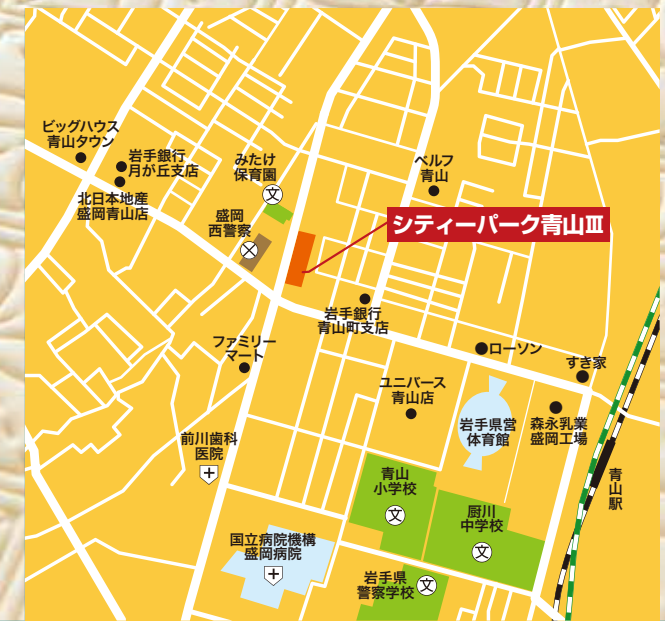 ビッグハウス
青山タウン
岩手銀行
月が丘支店
北日本地産
盛岡青山店
みたけ
保育園
文
盛岡
西警察
ベルフ
青山
シティーパーク青山Ⅲ
岩手銀行
青山町支店
ファミリー
マート
ローソン
すき家
ユニバース
青山店
岩手県営
体育館
森永乳業
盛岡工場
前川歯科
医院
青山
小学校
文
厨川
中学校
文
青山駅
国立病院機構
盛岡病院
岩手県
警察学校
文